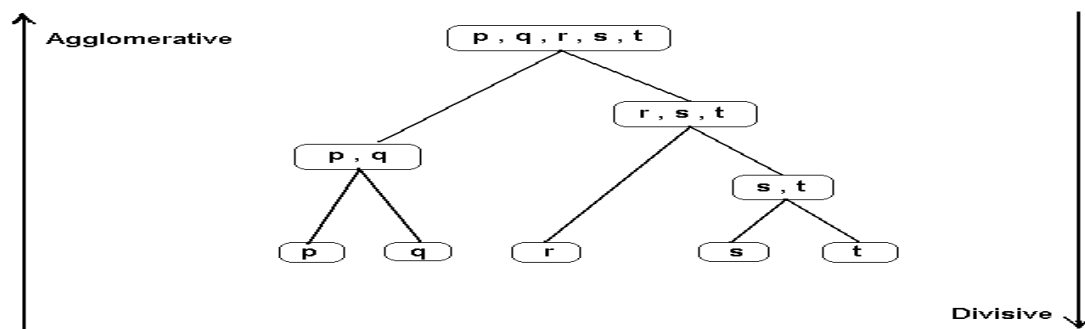 Agglomerative
p , q , r , s , t
r , s , t
p , q
s , t
p
q
r
s
t
Divisive